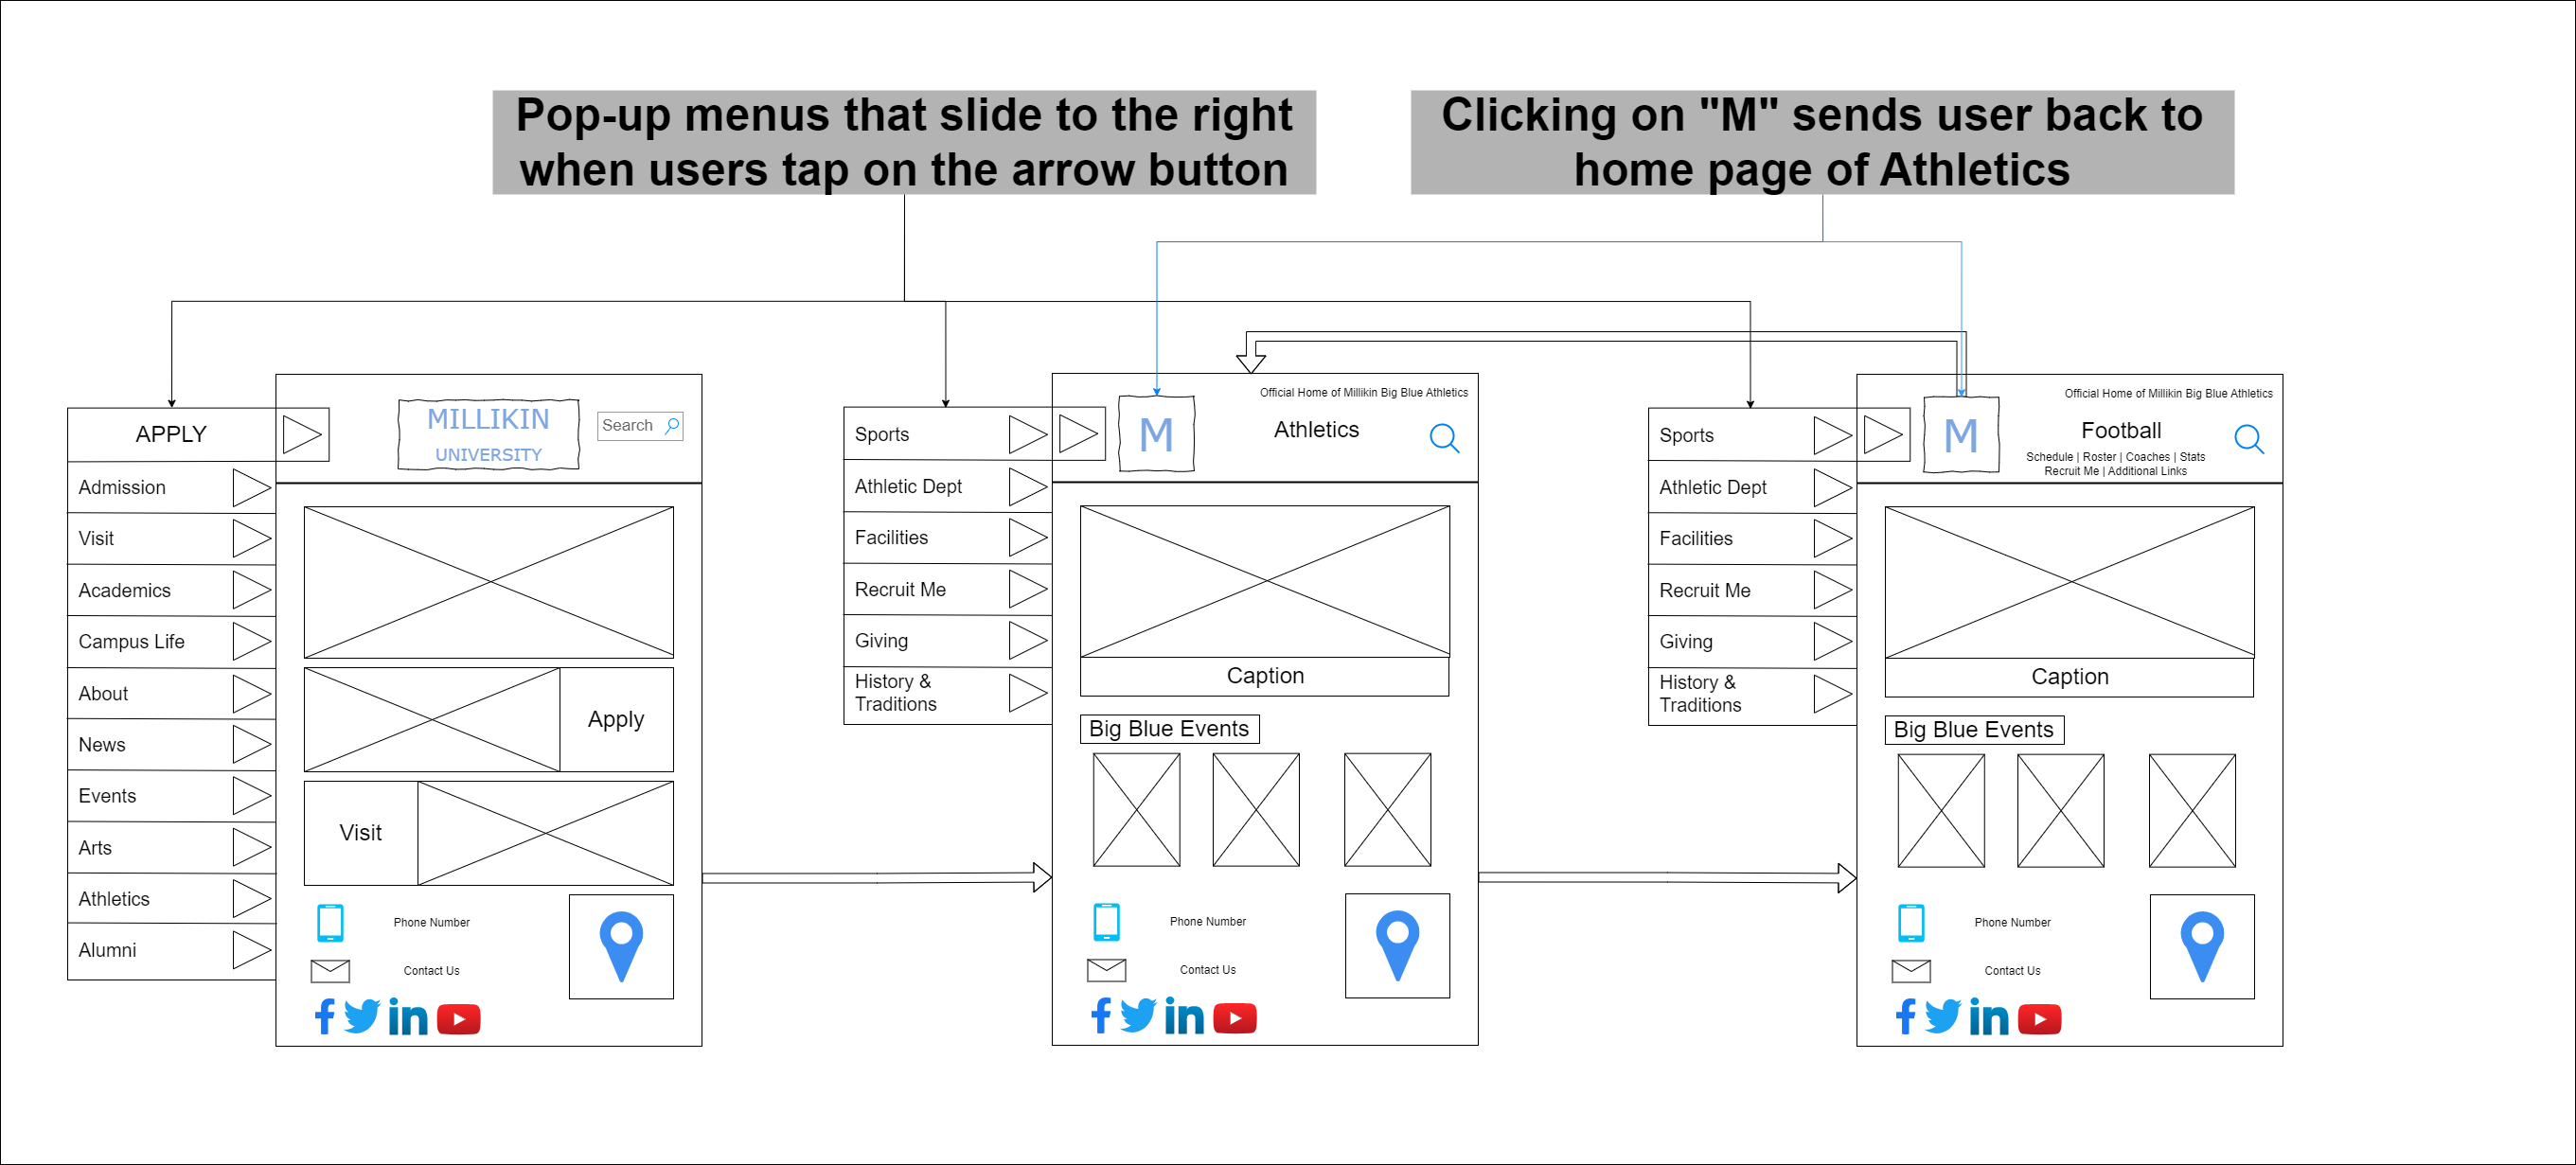 Pop-up menus that slide to the right
when users tap on the arrow button
Clicking on "M" sends user back to
home page of Athletics
APPLY
Admission
Visit
Academics
Campus Life
About
News
Events
Arts
Athletics
Alumni
MILLIKIN
UNIVERSITY
Search
Apply
Visit
Phone Number
Contact Us
Sports
Athletic Dept
Facilities
Recruit Me
Giving
History &
Traditions
M
Official Home of Millikin Big Blue Athletics
Athletics
Caption
Big Blue Events
Phone Number
Contact Us
Sports
Athletic Dept
Facilities
Recruit Me
Giving
History &
Traditions
M
Official Home of Millikin Big Blue Athletics
Football
Schedule | Roster | Coaches | Stats
Recruit Me | Additional Links
Caption
Big Blue Events
Phone Number
Contact Us